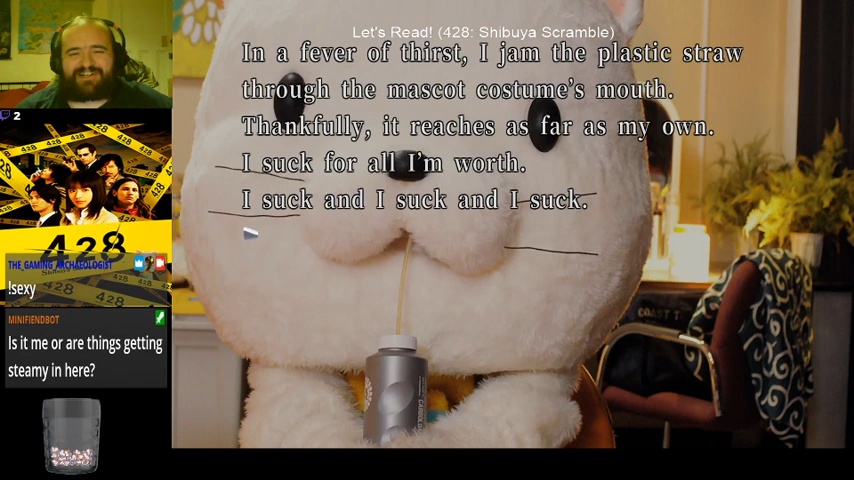 Let's Read! (428: Shibuya Scramble)
In a fever of thirst, I jam the plastic straw
through the mascot costume's mouth.
Thankfully, it reaches as far as my own.
I suck for all I'm worth.
I suck and I suck and I suck.
2
428
428
THE_GAMING_ARCHAEOLOGIST
!sexy
MINIFIENDBOT
Is it me or are things getting
steamy in here?
COAST T